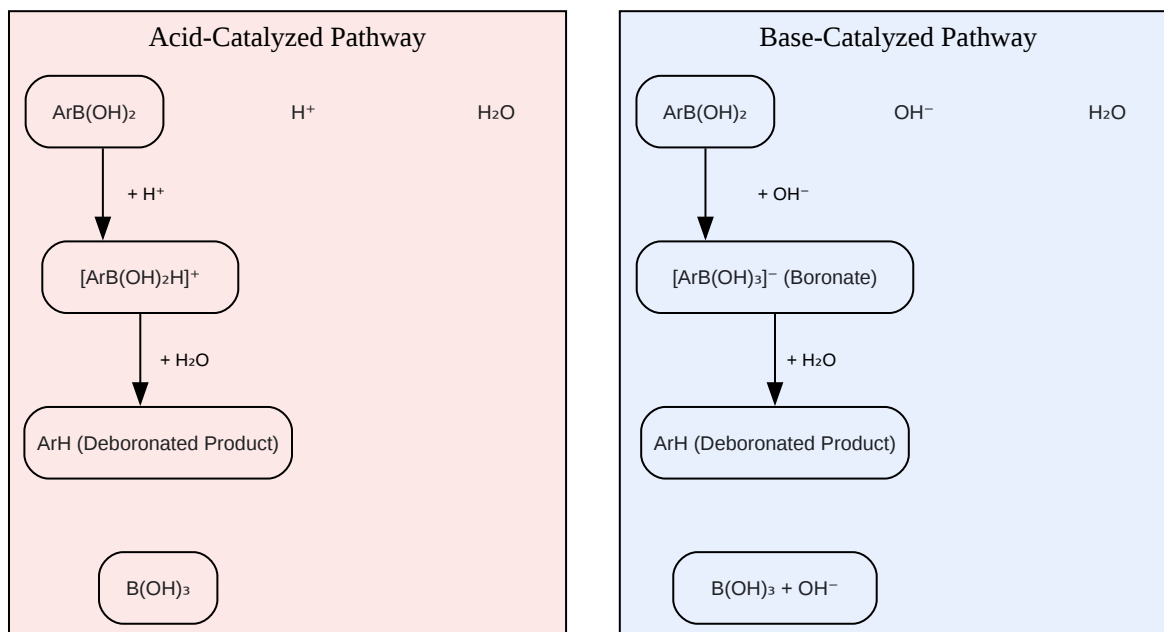 Acid-Catalyzed Pathway
ArB(OH)₂
H⁺
H₂O
+ H⁺
[ArB(OH)₂H]⁺
+ H₂O
ArH (Deboronated Product)
B(OH)₃
Base-Catalyzed Pathway
ArB(OH)₂
OH⁻
H₂O
+ OH⁻
[ArB(OH)₃]⁻ (Boronate)
+ H₂O
ArH (Deboronated Product)
B(OH)₃ + OH⁻